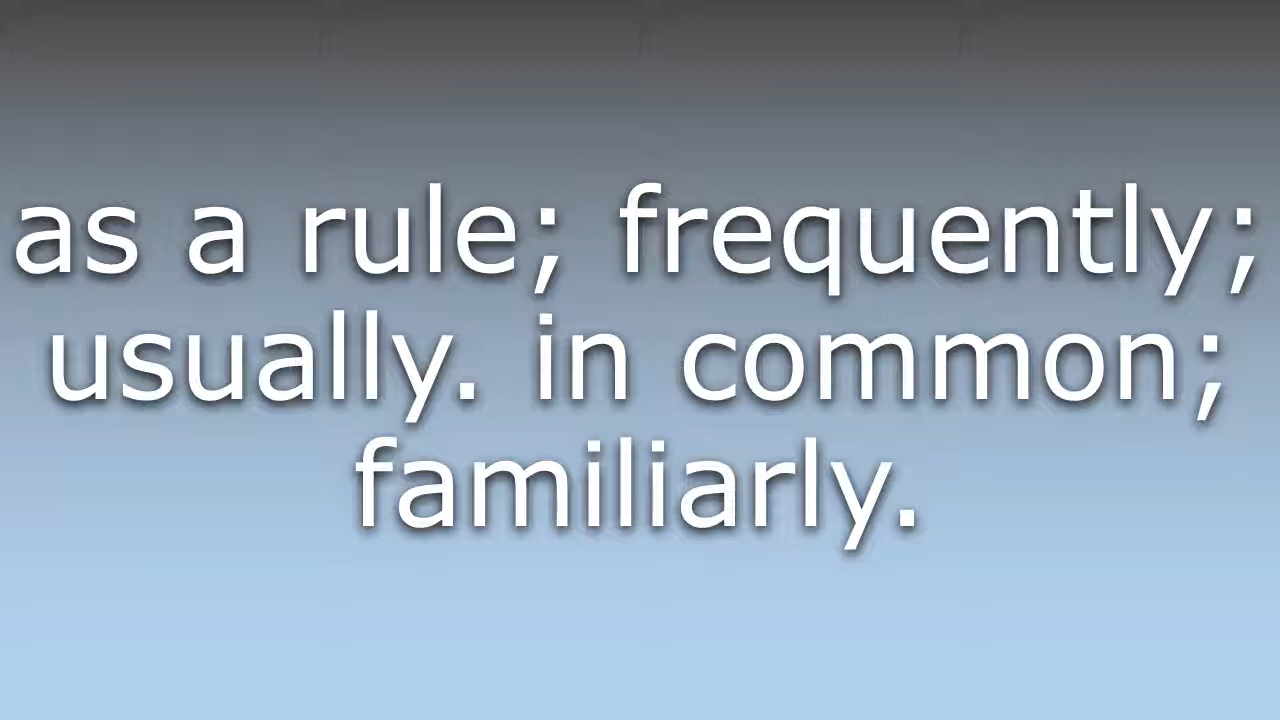 as a rule; frequently;
usually. in common;
familiarly.